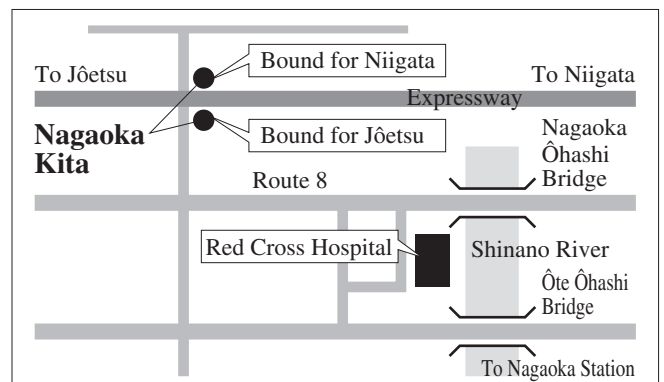 Bound for Niigata
To Jôetsu
To Niigata
Expressway
Nagaoka
Kita
Bound for Jôetsu
Nagaoka
Ôhashi
Bridge
Route 8
Red Cross Hospital
Shinano River
Ôte Ôhashi
Bridge
To Nagaoka Station